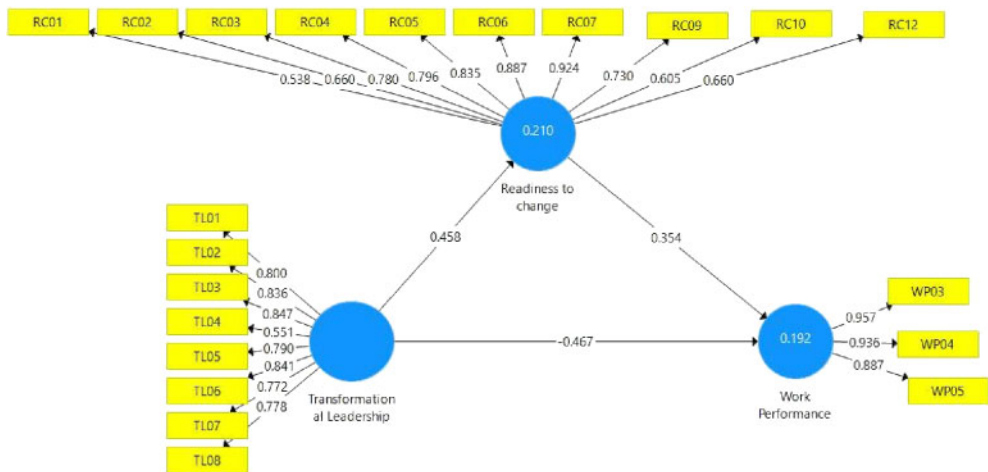 RC01 RC02 RC03 RC04 RC05 RC06 RC07 RC09 RC10 RC12
0.538 0.660 0.780 0.796 0.835 0.887 0.924 0.730 0.605 0.660
0.210
Readiness to
change
0.458
0.354
TL01
TL02
TL03
TL04
TL05
TL06
TL07
TL08
0.800
0.836
0.847
0.551
0.790
0.841
0.772
0.778
Transformation
al Leadership
-0.467
0.192
Work
Performance
0.957
0.936
0.887
WP03
WP04
WP05